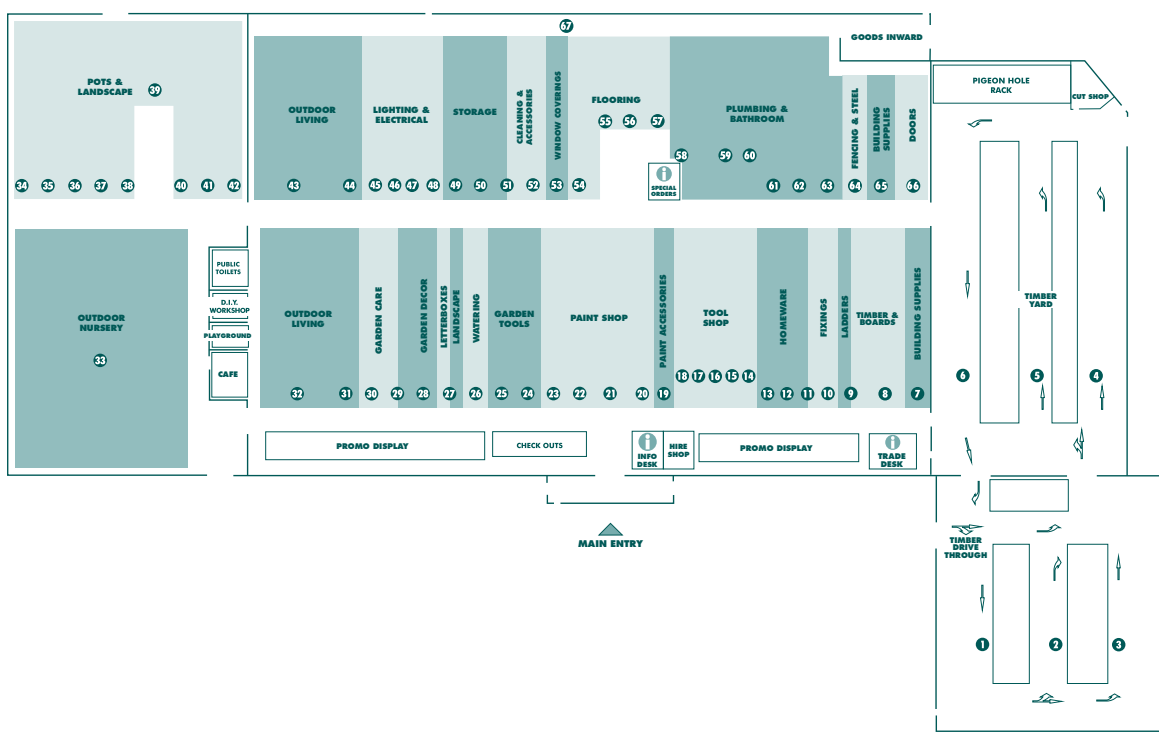 67
GOODS INWARD
POTS &
LANDSCAPE
39
34
35
36
37
38
40
41
42
OUTDOOR
LIVING
43
44
LIGHTING &
ELECTRICAL
45
46
47
48
STORAGE
49
50
CLEANING &
ACCESSORIES
51
52
WINDOW COVERINGS
53
54
FLOORING
55
56
57
i
SPECIAL
ORDERS
PLUMBING &
BATHROOM
58
59
60
61
62
63
FENCING & STEEL
64
BUILDING
SUPPLIES
65
DOORS
66
PIGEON HOLE
RACK
CUT SHOP
OUTDOOR
NURSERY
33
PUBLIC
TOILETS
D.I.Y.
WORKSHOP
PLAYGROUND
CAFE
OUTDOOR
LIVING
32
31
GARDEN CARE
30
29
GARDEN DECOR
28
LETTERBOXES
LANDSCAPE
27
WATERING
26
GARDEN
TOOLS
25
24
PAINT SHOP
23
22
21
20
PAINT ACCESSORIES
19
TOOL
SHOP
18
17
16
15
14
HOMEWARE
13
12
11
FIXINGS
10
LADDERS
9
TIMBER &
BOARDS
8
BUILDING SUPPLIES
7
TIMBER
YARD
6
5
4
PROMO DISPLAY
CHECK OUTS
i
INFO
DESK
HIRE
SHOP
PROMO DISPLAY
i
TRADE
DESK
MAIN ENTRY
TIMBER
DRIVE
THROUGH
1
2
3